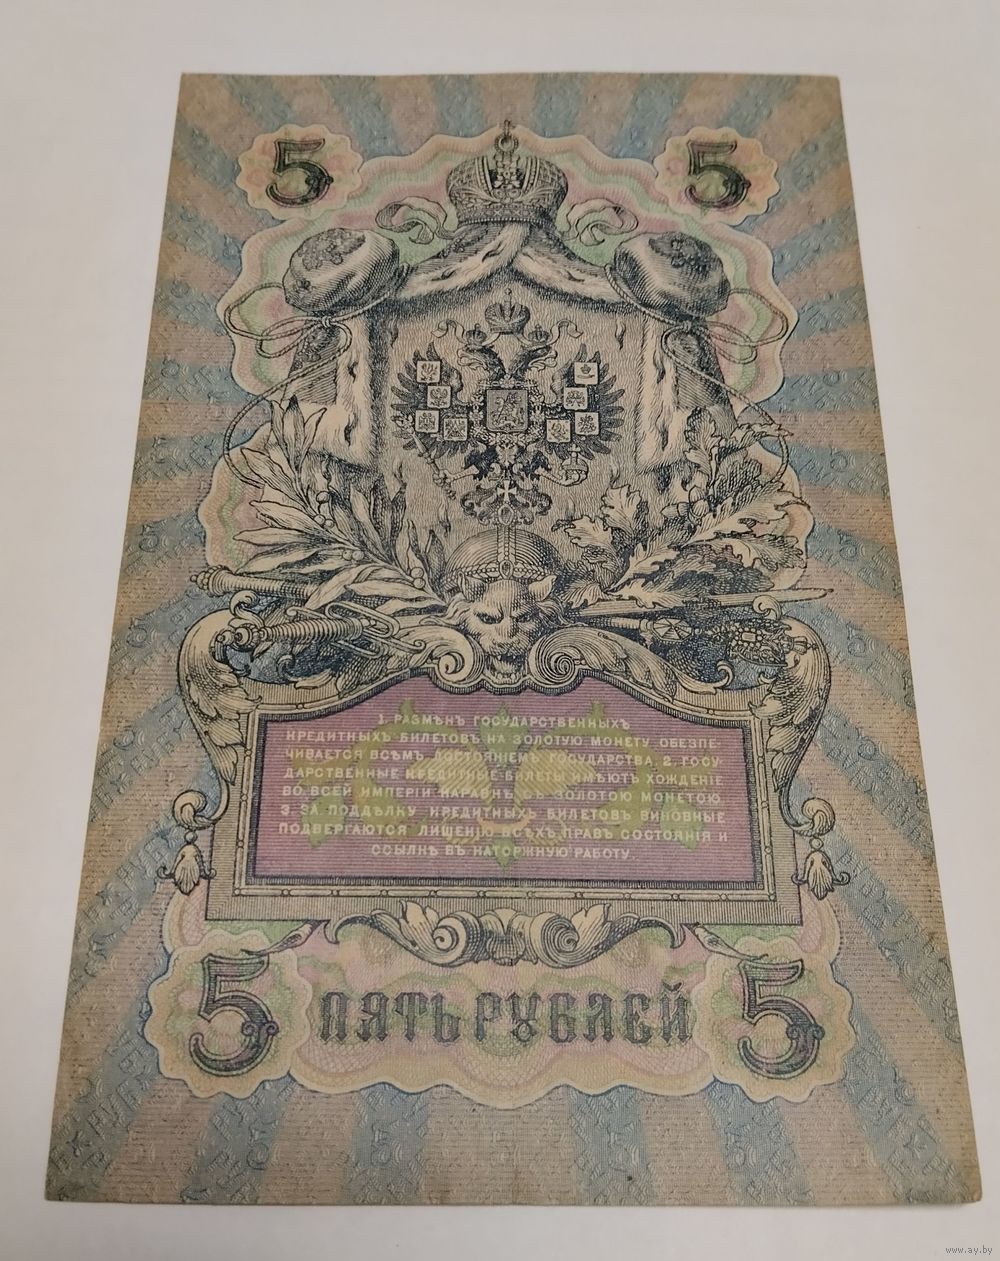 5 5
1. РАЗМѢНЪ ГОСУДАРСТВЕННЫХЪ
КРЕДИТНЫХЪ БИЛЕТОВЪ НА ЗОЛОТУЮ МОНЕТУ ОБЕЗПЕ-
ЧИВАЕТСЯ ВСѢМЪ ДОСТОЯНІЕМЪ ГОСУДАРСТВА. 2. ГОСУ-
ДАРСТВЕННЫЕ КРЕДИТНЫЕ БИЛЕТЫ ИМѢЮТЪ ХОЖДЕНІЕ
ВО ВСЕЙ ИМПЕРІИ НАРАВНѢ СЪ ЗОЛОТОЮ МОНЕТОЮ.
3. ЗА ПОДДѢЛКУ КРЕДИТНЫХЪ БИЛЕТОВЪ ВИНОВНЫЕ
ПОДВЕРГАЮТСЯ ЛИШЕНІЮ ВСѢХЪ ПРАВЪ СОСТОЯНІЯ И
ССЫЛКѢ ВЪ КАТОРЖНУЮ РАБОТУ.
5 ПЯТЬ РУБЛЕЙ 5
www.ay.by